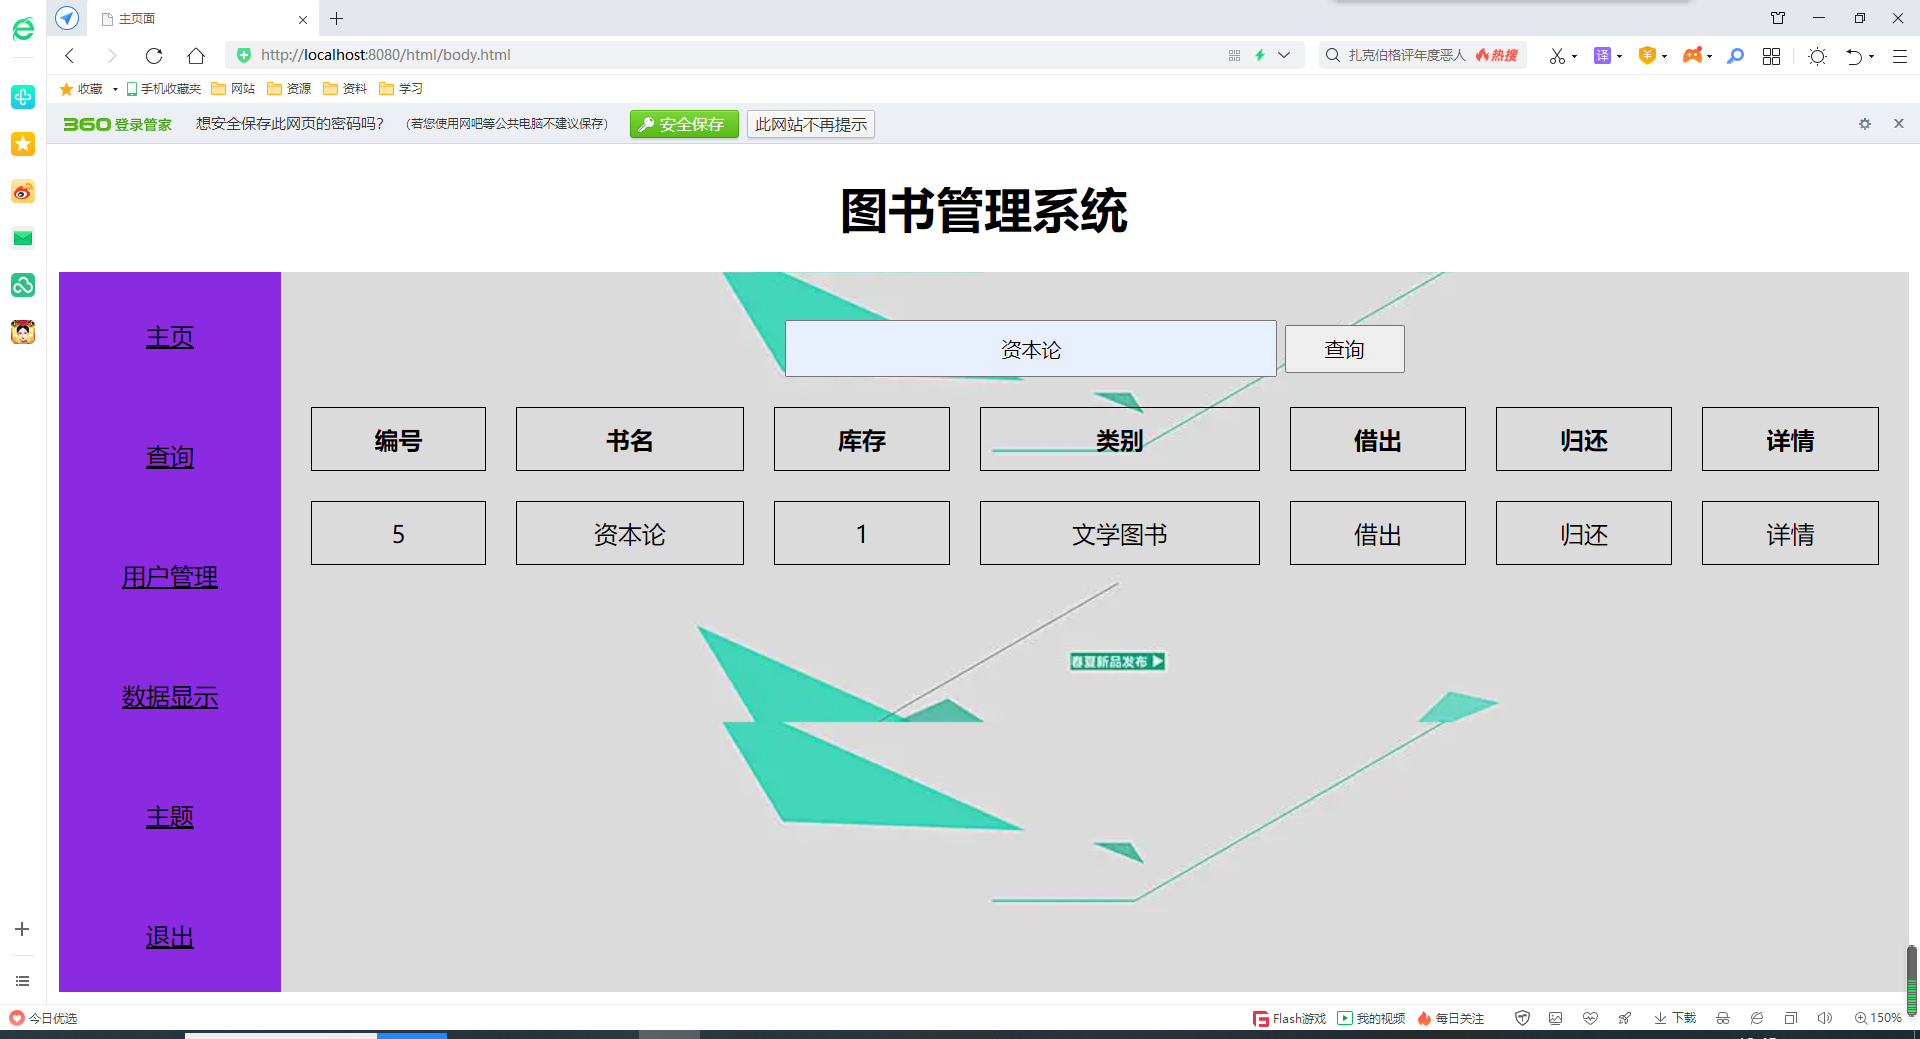 主页面
http://localhost:8080/html/body.html
扎克伯格评年度恶人
热搜
译
收藏
手机收藏夹
网站
资源
资料
学习
360登录管家
想安全保存此网页的密码吗?
(若您使用网吧等公共电脑不建议保存)
安全保存
此网站不再提示
图书管理系统
主页
查询
用户管理
数据显示
主题
退出
资本论
查询
编号 书名 库存 类别 借出 归还 详情
5 资本论 1 文学图书 借出 归还 详情
春夏新品发布
今日优选
Flash游戏
我的视频
每日关注
下载
150%